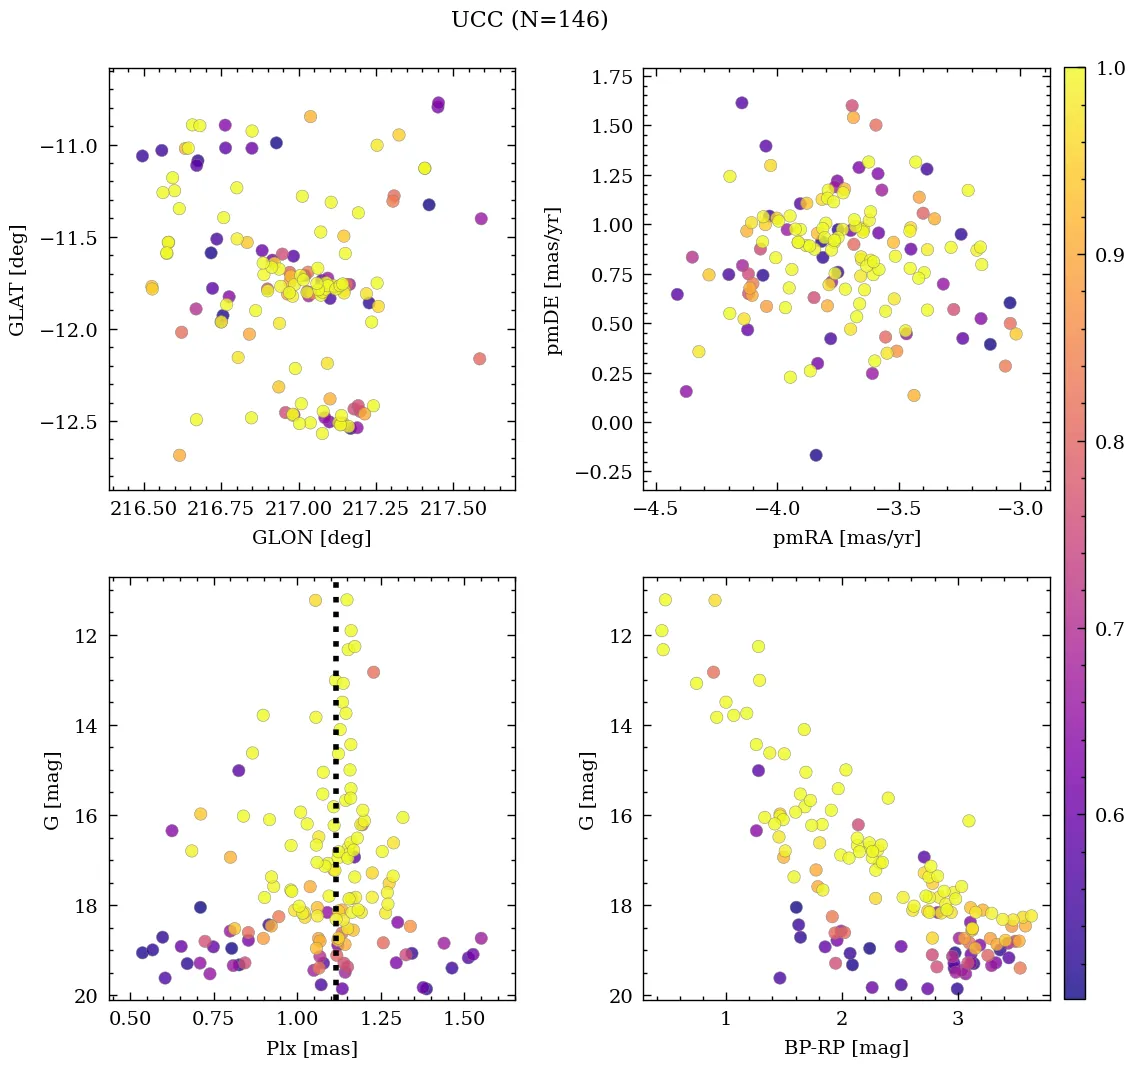 UCC (N=146)
−11.0
−11.5
−12.0
−12.5
GLAT [deg]
216.50 216.75 217.00 217.25 217.50
GLON [deg]
1.75
1.50
1.25
1.00
0.75
0.50
0.25
0.00
−0.25
pmDE [mas/yr]
−4.5 −4.0 −3.5 −3.0
pmRA [mas/yr]
1.0
0.9
0.8
0.7
0.6
12
14
16
18
20
G [mag]
0.50 0.75 1.00 1.25 1.50
Plx [mas]
12
14
16
18
20
G [mag]
1 2 3
BP-RP [mag]